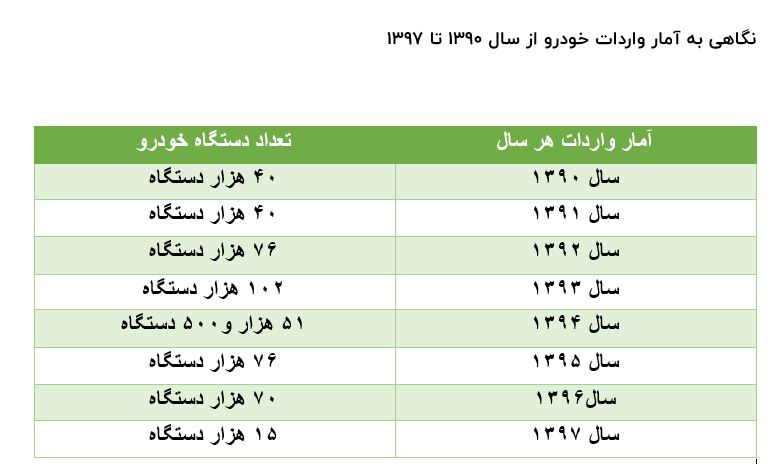 نگاهی به آمار واردات خودرو از سال ۱۳۹۰ تا ۱۳۹۷
آمار واردات هر سال تعداد دستگاه خودرو
سال ۱۳۹۰ ۴۰ هزار دستگاه
سال ۱۳۹۱ ۴۰ هزار دستگاه
سال ۱۳۹۲ ۷۶ هزار دستگاه
سال ۱۳۹۳ ۱۰۲ هزار دستگاه
سال ۱۳۹۴ ۵۱ هزار و۵۰۰ دستگاه
سال ۱۳۹۵ ۷۶ هزار دستگاه
سال۱۳۹۶ ۷۰ هزار دستگاه
سال ۱۳۹۷ ۱۵ هزار دستگاه